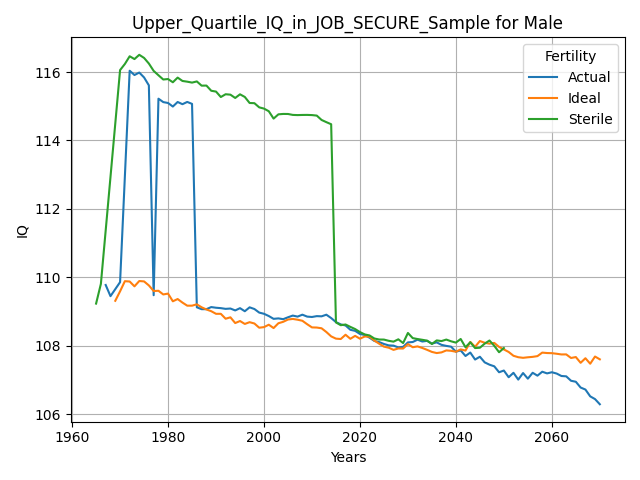 Upper_Quartile_IQ_in_JOB_SECURE_Sample for Male
Fertility
Actual
Ideal
Sterile
IQ
116
114
112
110
108
106
1960 1980 2000 2020 2040 2060
Years